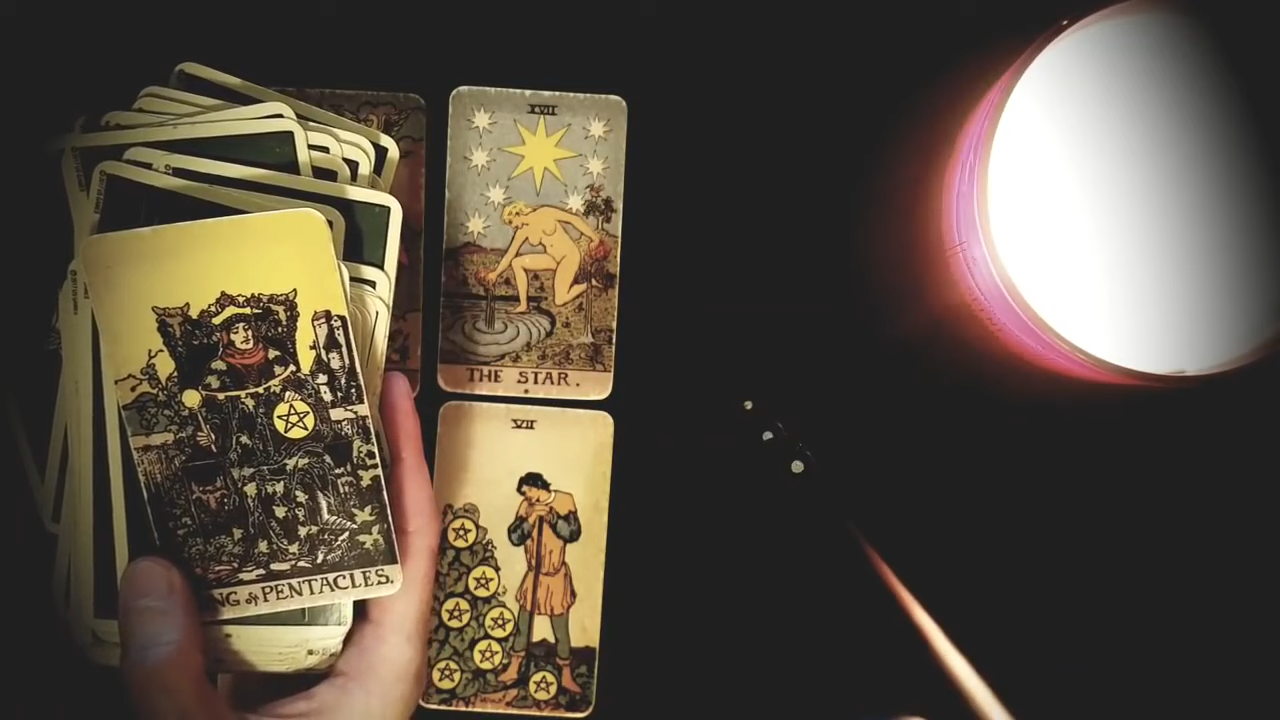 XVII
THE STAR.
VII
NG of PENTACLES.